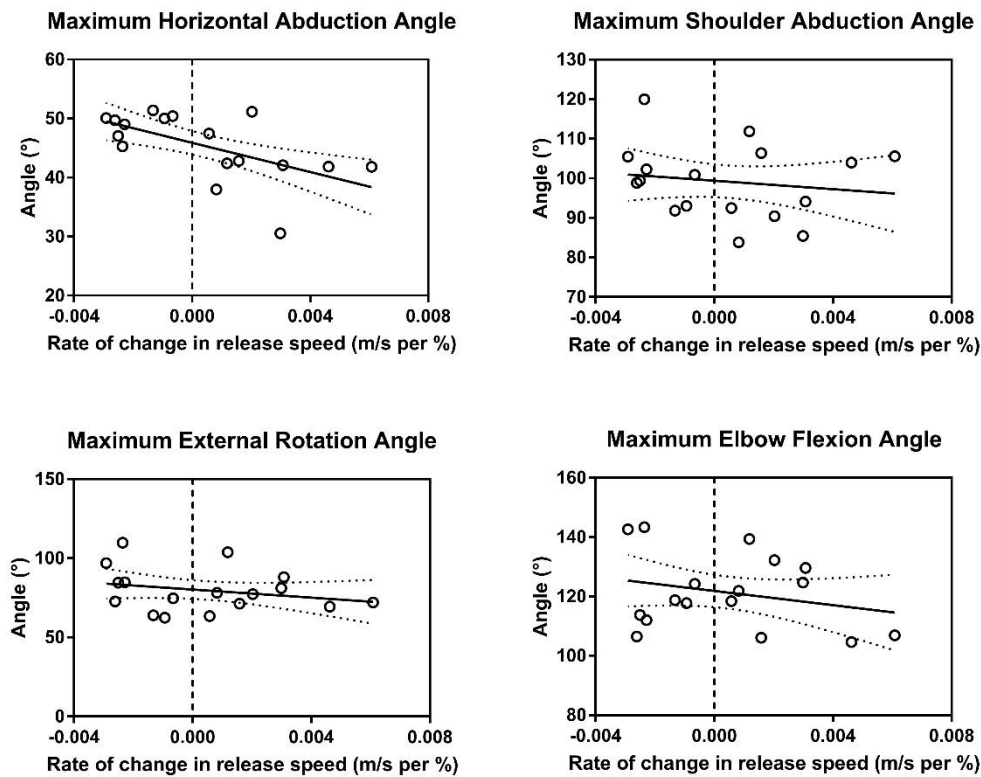 Maximum Horizontal Abduction Angle
60
50
40
30
20
Angle (°)
-0.004 0.000 0.004 0.008
Rate of change in release speed (m/s per %)
Maximum Shoulder Abduction Angle
130
120
110
100
90
80
70
Angle (°)
-0.004 0.000 0.004 0.008
Rate of change in release speed (m/s per %)
Maximum External Rotation Angle
150
100
50
0
Angle (°)
-0.004 0.000 0.004 0.008
Rate of change in release speed (m/s per %)
Maximum Elbow Flexion Angle
160
140
120
100
80
Angle (°)
-0.004 0.000 0.004 0.008
Rate of change in release speed (m/s per %)